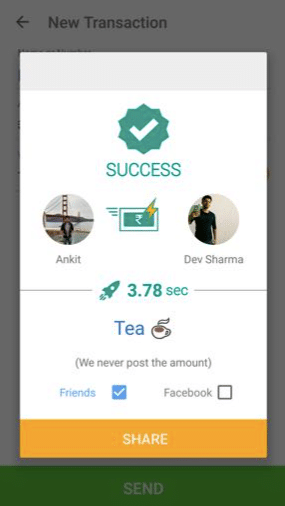 New Transaction
SUCCESS
₹
Ankit
Dev Sharma
3.78 sec
Tea
(We never post the amount)
Friends
Facebook
SHARE
SEND